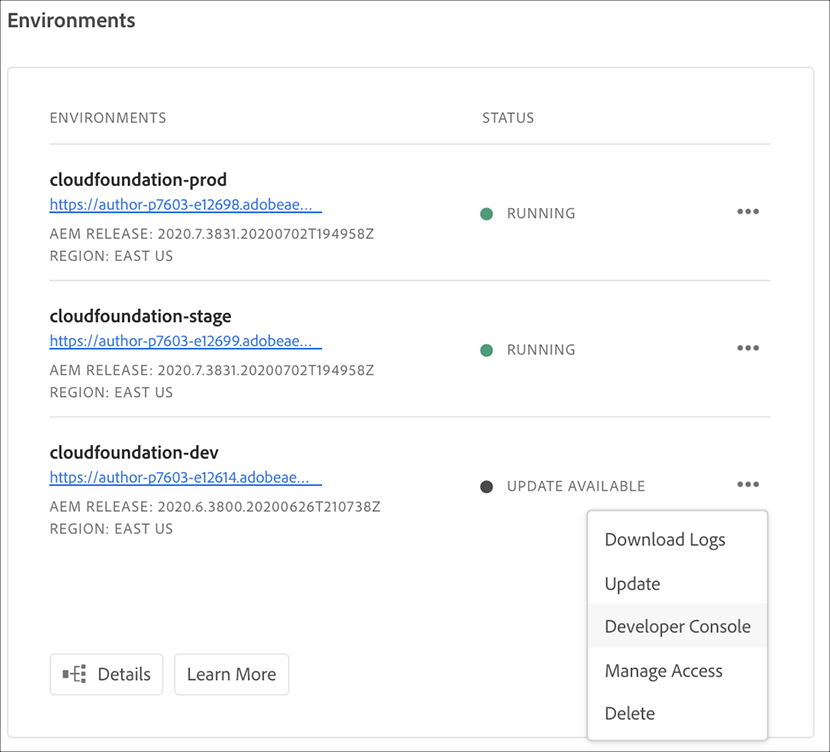 Environments
ENVIRONMENTS STATUS
cloudfoundation-prod
https://author-p7603-e12698.adobeae...
RUNNING •••
AEM RELEASE: 2020.7.3831.20200702T194958Z
REGION: EAST US
cloudfoundation-stage
https://author-p7603-e12699.adobeae...
RUNNING •••
AEM RELEASE: 2020.7.3831.20200702T194958Z
REGION: EAST US
cloudfoundation-dev
https://author-p7603-e12614.adobeae...
UPDATE AVAILABLE •••
AEM RELEASE: 2020.6.3800.20200626T210738Z
REGION: EAST US
Download Logs
Update
Developer Console
Manage Access
Delete
Details Learn More